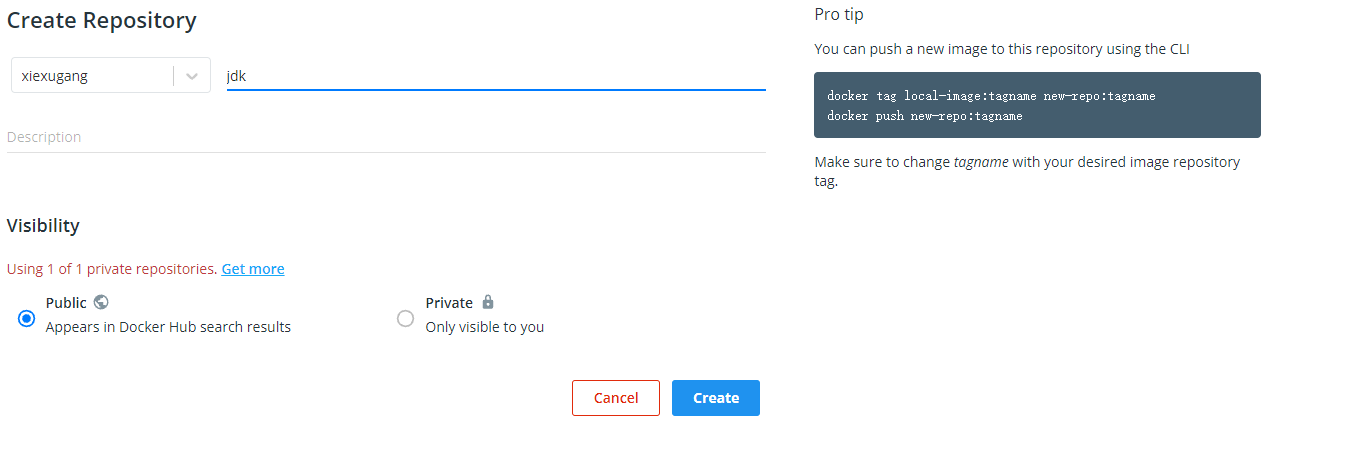 Create Repository
xiexugang
jdk
Description
Visibility
Using 1 of 1 private repositories. Get more
Public
Appears in Docker Hub search results
Private
Only visible to you
Cancel
Create
Pro tip
You can push a new image to this repository using the CLI
docker tag local-image:tagname new-repo:tagname
docker push new-repo:tagname
Make sure to change tagname with your desired image repository
tag.